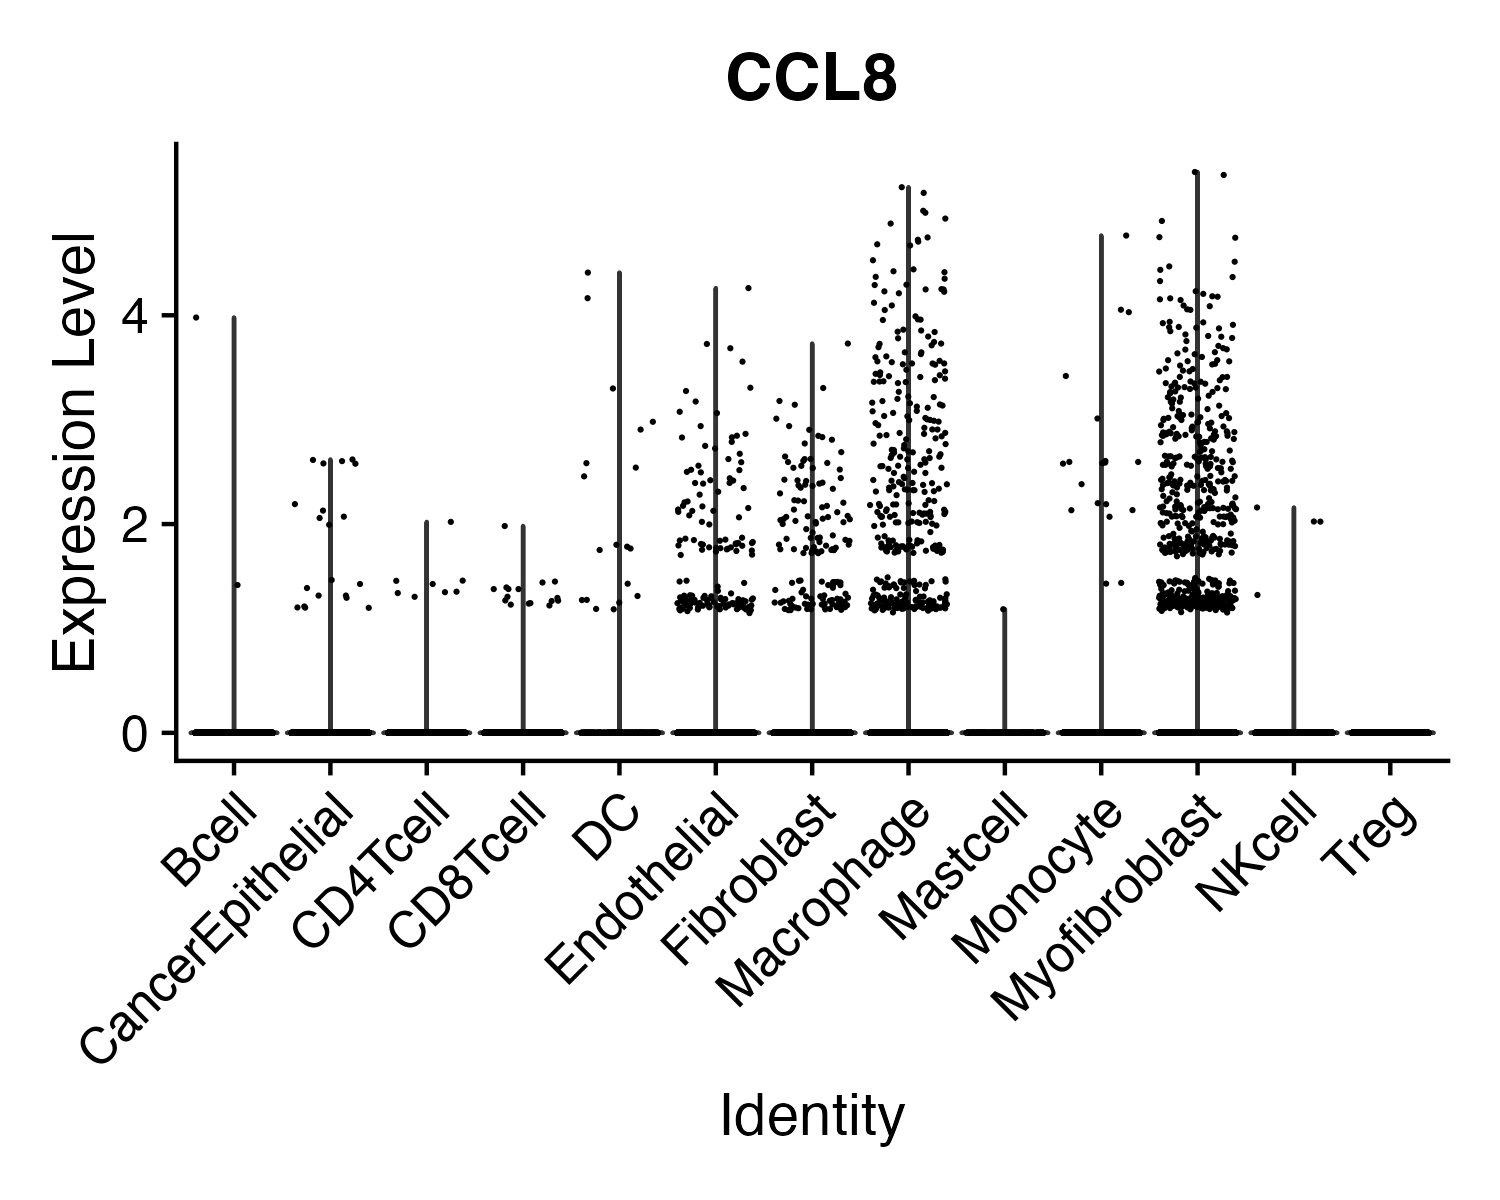 CCL8
Expression Level
4
2
0
Bcell
CancerEpithelial
CD4Tcell
CD8Tcell
DC
Endothelial
Fibroblast
Macrophage
Mastcell
Monocyte
Myofibroblast
NKcell
Treg
Identity